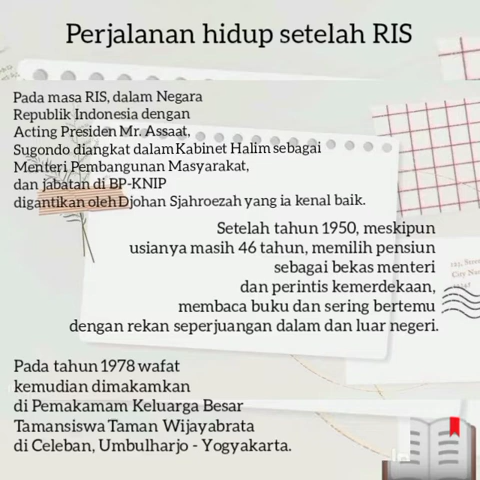 Perjalanan hidup setelah RIS
Pada masa RIS, dalam Negara
Republik Indonesia dengan
Acting Presiden Mr. Assaat,
Sugondo diangkat dalam Kabinet Halim sebagai
Menteri Pembangunan Masyarakat,
dan jabatan di BP-KNIP
digantikan oleh Djohan Sjahroezah yang ia kenal baik.
Setelah tahun 1950, meskipun
usianya masih 46 tahun, memilih pensiun
sebagai bekas menteri
dan perintis kemerdekaan,
membaca buku dan sering bertemu
dengan rekan seperjuangan dalam dan luar negeri.
Pada tahun 1978 wafat
kemudian dimakamkan
di Pemakamam Keluarga Besar
Tamansiswa Taman Wijayabrata
di Celeban, Umbulharjo - Yogyakarta.